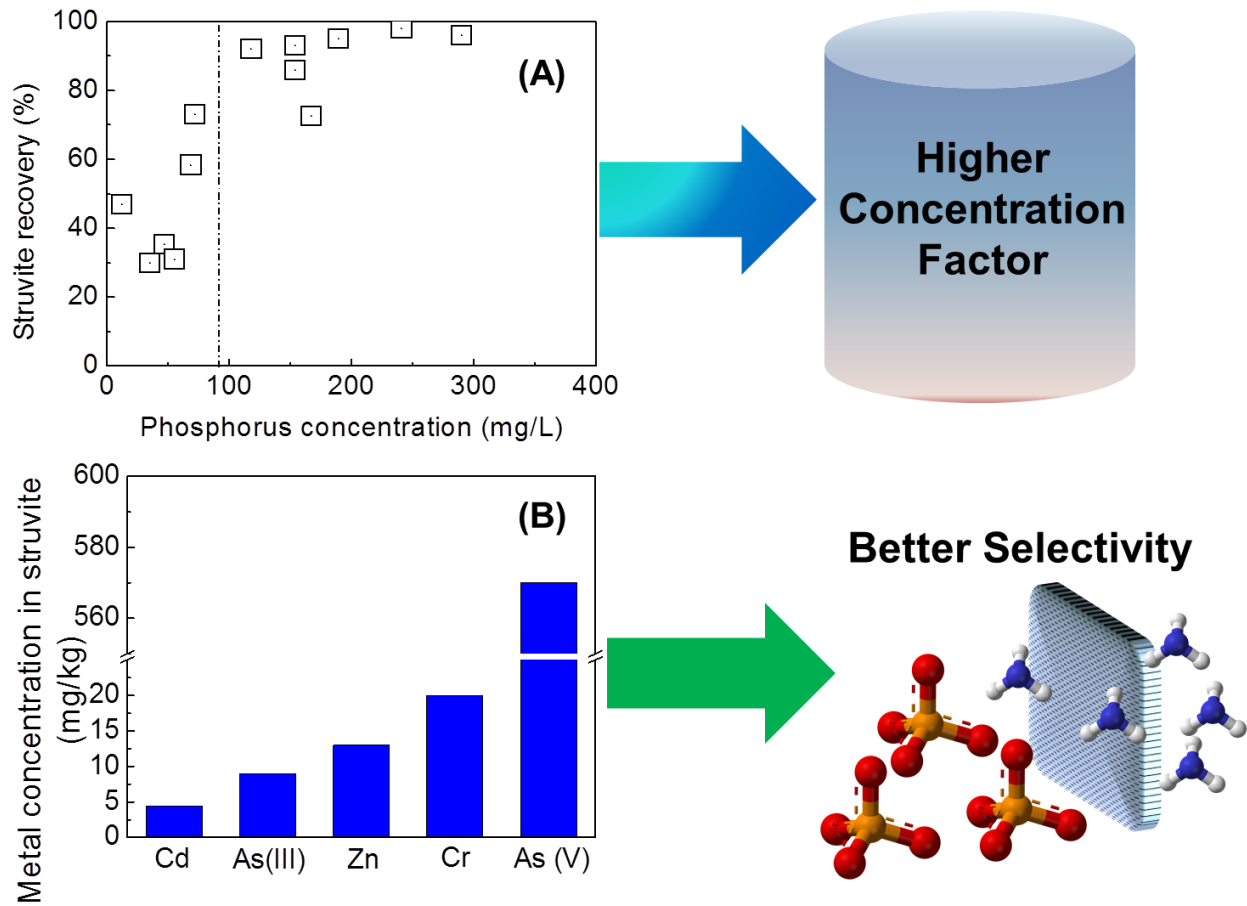 100
80
60
40
20
0
Struvite recovery (%)
(A)
0
100
200
300
400
Phosphorus concentration (mg/L)
Higher
Concentration
Factor
600
580
560
20
15
10
5
0
Metal concentration in struvite
(mg/kg)
(B)
Cd
As(III)
Zn
Cr
As (V)
Better Selectivity